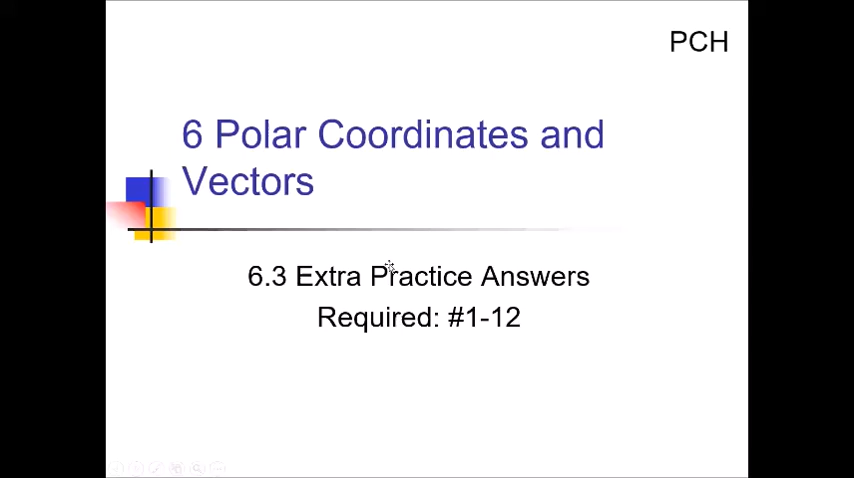 PCH
6 Polar Coordinates and
Vectors
6.3 Extra Practice Answers
Required: #1-12